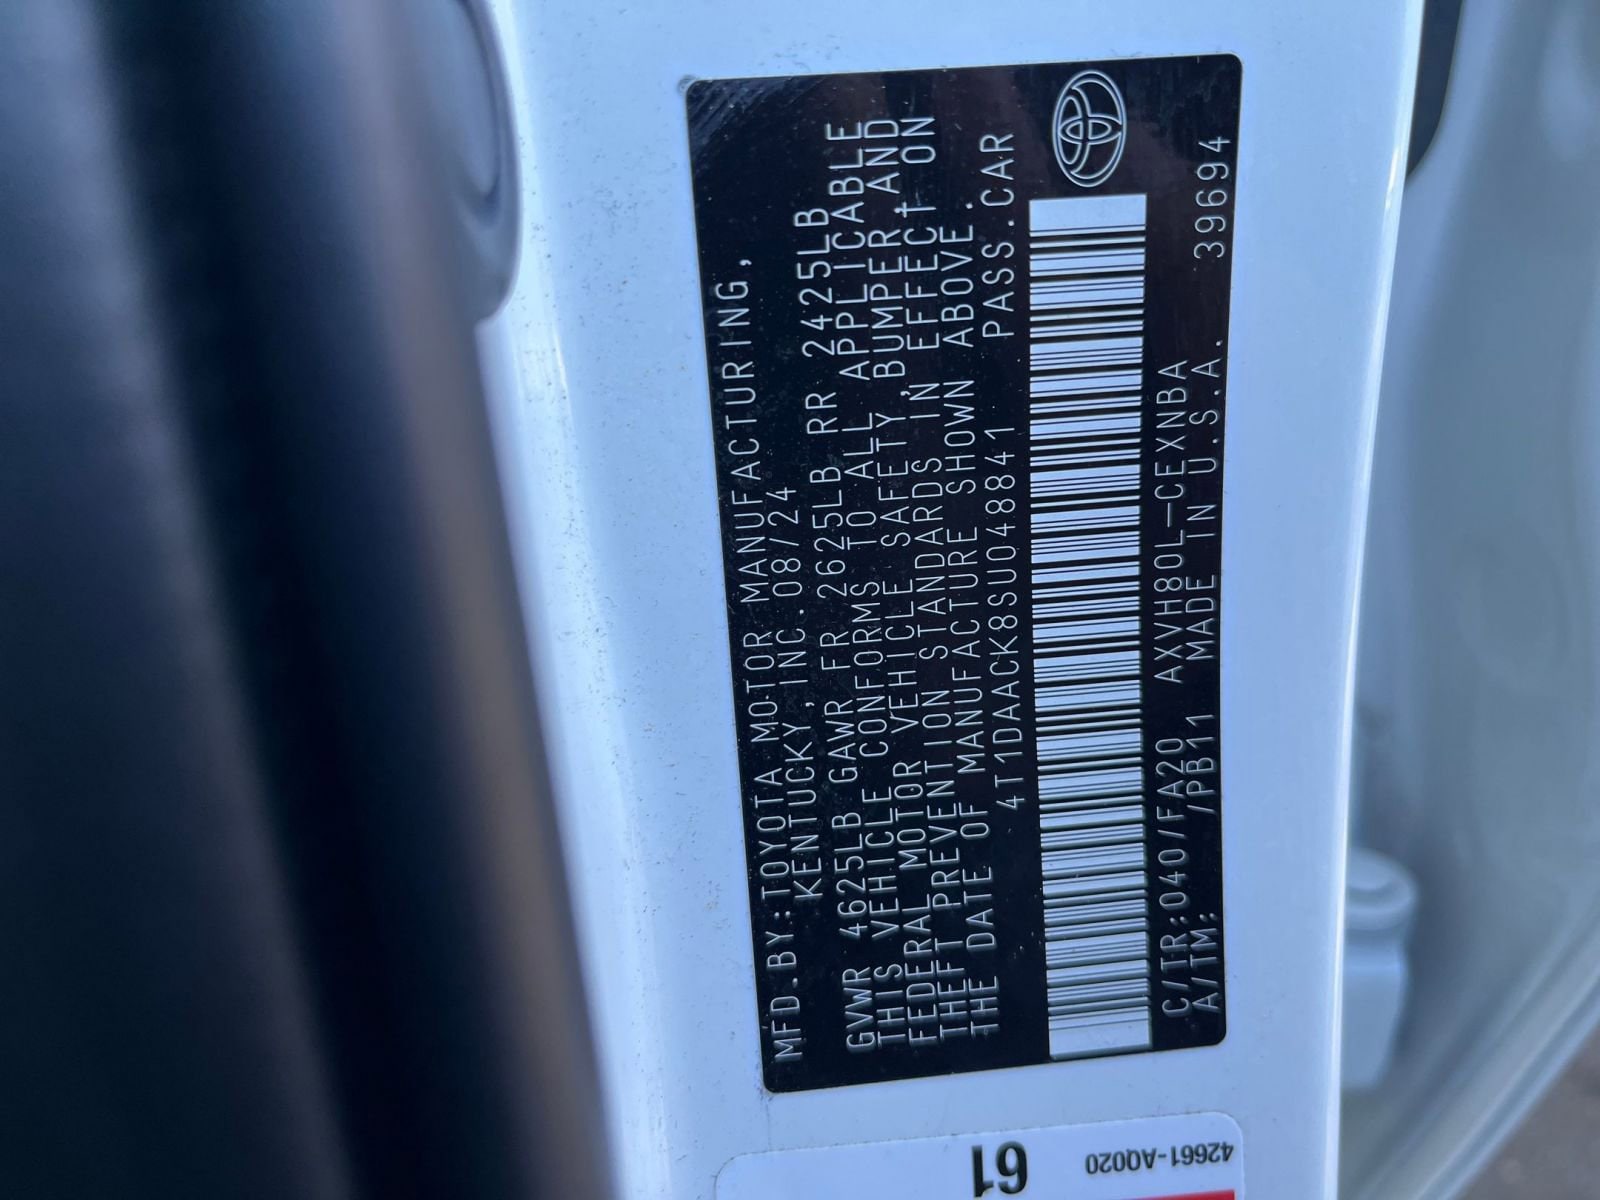 MFD.BY:TOYOTA MOTOR MANUFACTURING,
KENTUCKY,INC. 08/24
GVWR 4625LB GAWR FR 2625LB RR 2425LB
THIS VEHICLE CONFORMS TO ALL APPLICABLE
FEDERAL MOTOR VEHICLE SAFETY,BUMPER AND
THEFT PREVENTION STANDARDS IN EFFECT ON
THE DATE OF MANUFACTURE SHOWN ABOVE.
4T1DAACK8SU048841 PASS.CAR
C/TR:040/FA20 AXVH80L-CEXNBA
A/TM: /PB11 MADE IN U.S.A. 39694
61
42661-AQ020